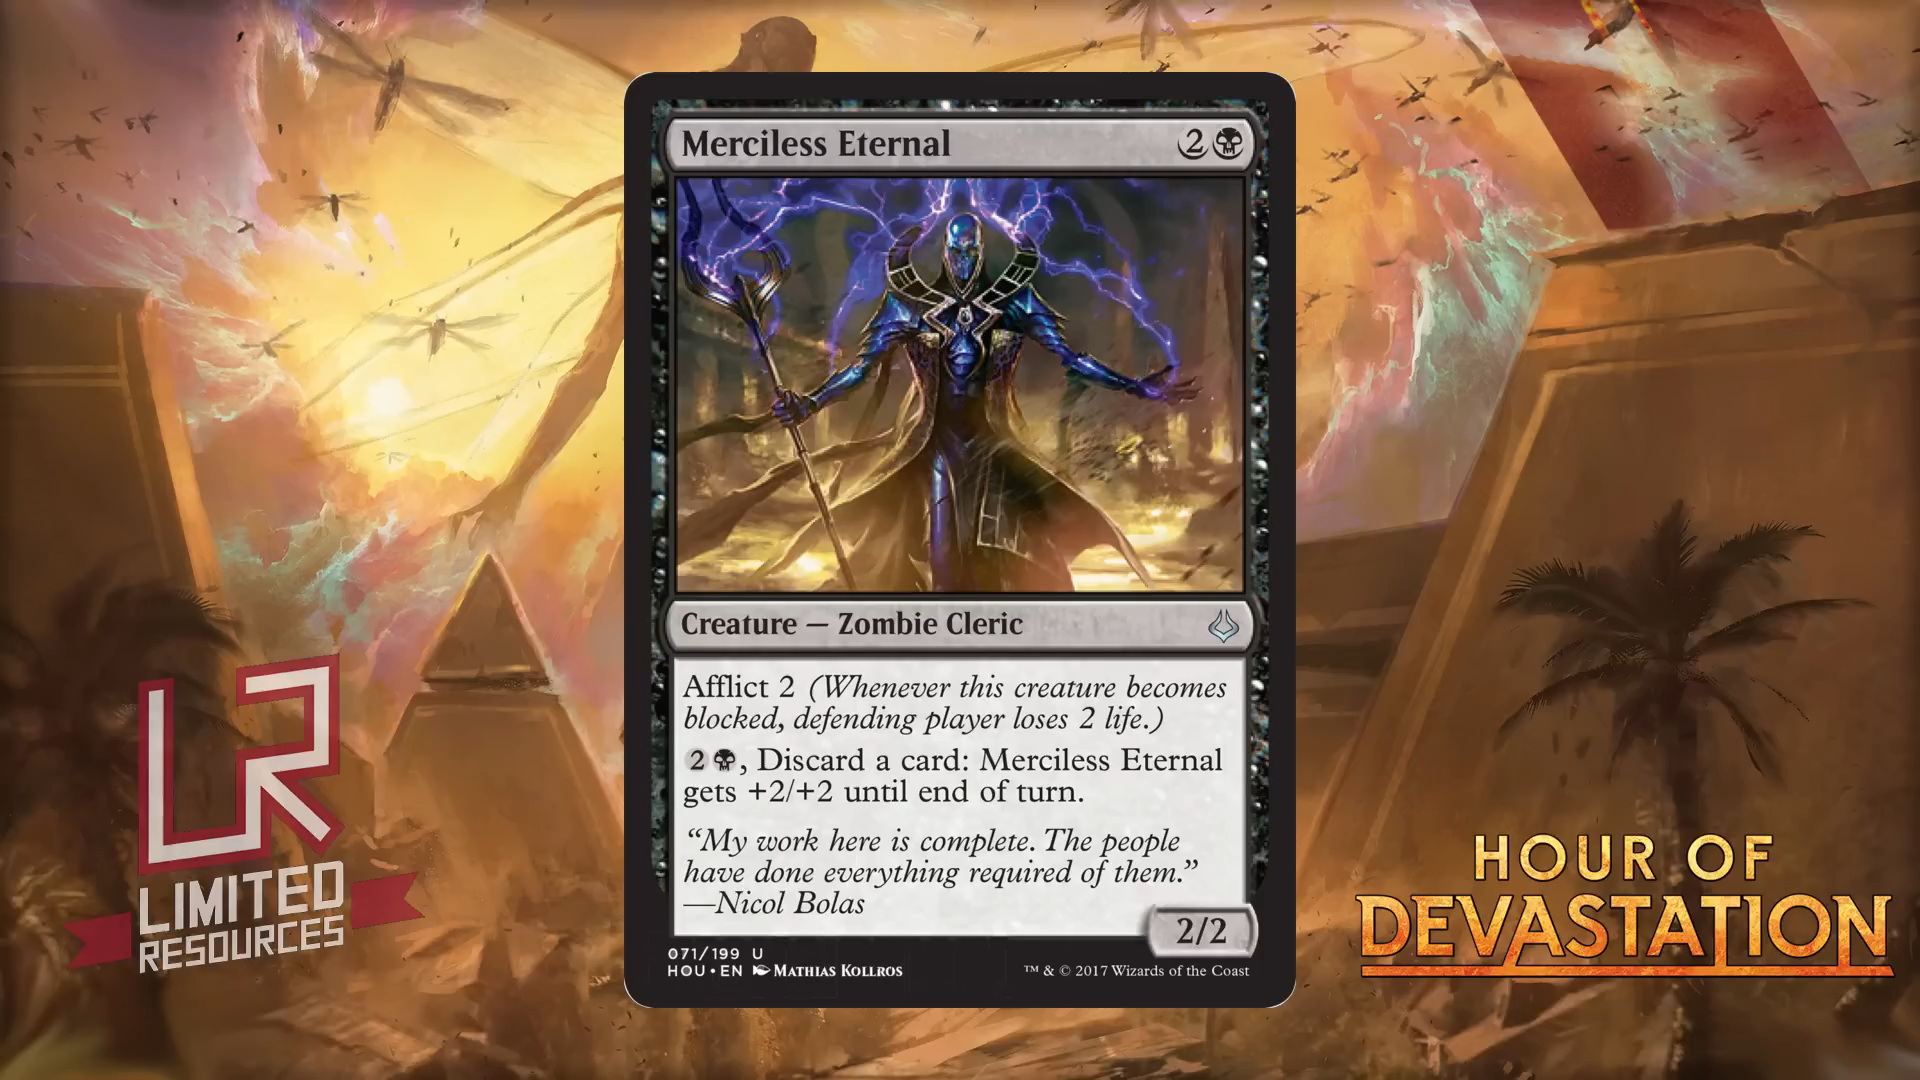 Merciless Eternal 2
Creature — Zombie Cleric
Afflict 2 (Whenever this creature becomes
blocked, defending player loses 2 life.)
2 , Discard a card: Merciless Eternal
gets +2/+2 until end of turn.
“My work here is complete. The people
have done everything required of them.”
—Nicol Bolas
2/2
071/199 U
HOU • EN Mathias Kollros
™ & © 2017 Wizards of the Coast
LR
LIMITED
RESOURCES
HOUR OF
DEVASTATION